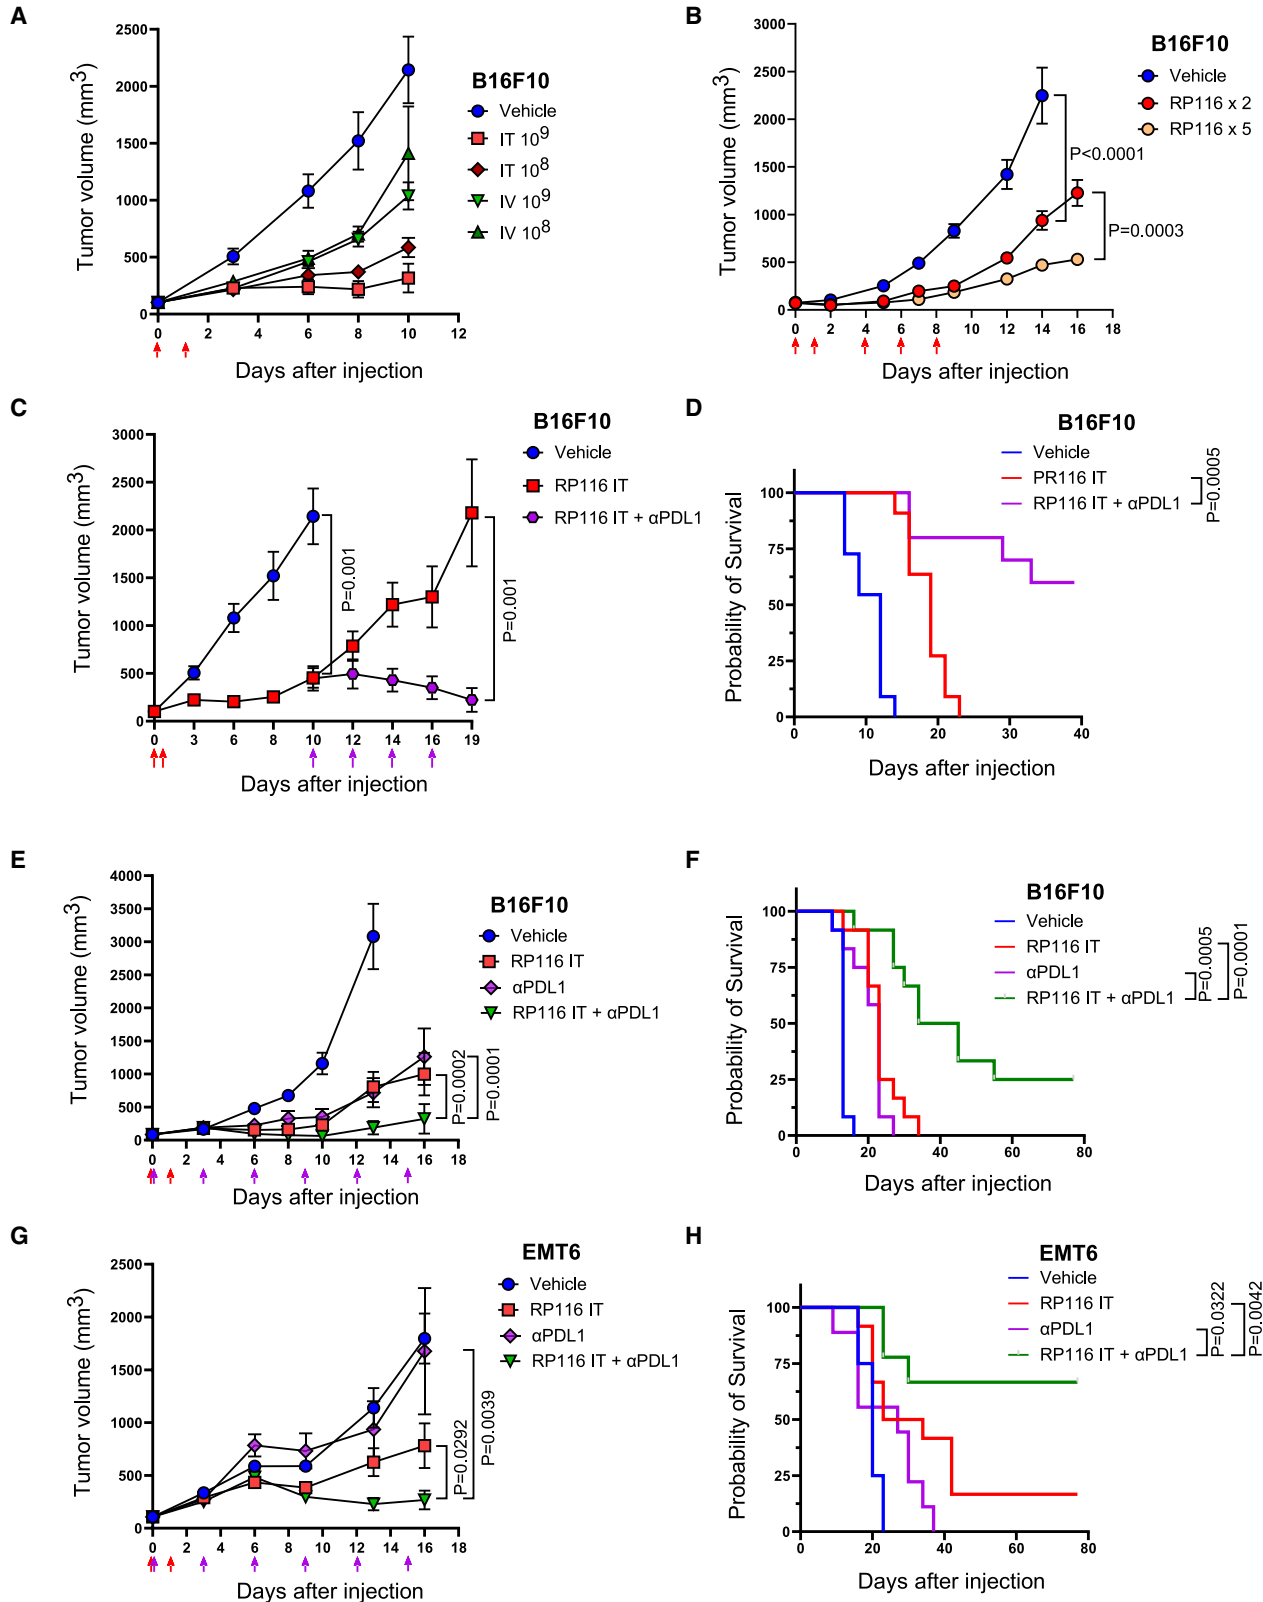 A
B16F10
Vehicle
IT 10^9
IT 10^8
IV 10^9
IV 10^8
Tumor volume (mm3)
2500
2000
1500
1000
500
0
0 2 4 6 8 10 12
Days after injection
B
B16F10
Vehicle
RP116 x 2
RP116 x 5
Tumor volume (mm3)
3000
2500
2000
1500
1000
500
0
P<0.0001
P=0.0003
0 2 4 6 8 10 12 14 16 18
Days after injection
C
B16F10
Vehicle
RP116 IT
RP116 IT + αPDL1
Tumor volume (mm3)
3000
2500
2000
1500
1000
500
0
P=0.001
P=0.001
0 3 6 8 10 12 14 16 19
Days after injection
D
B16F10
Vehicle
PR116 IT
RP116 IT + αPDL1
P=0.0005
Probability of Survival
100
75
50
25
0
0 10 20 30 40
Days after injection
E
B16F10
Vehicle
RP116 IT
αPDL1
RP116 IT + αPDL1
Tumor volume (mm3)
4000
3500
3000
2500
2000
1500
1000
500
0
P=0.0002
P=0.0001
0 2 4 6 8 10 12 14 16 18
Days after injection
F
B16F10
Vehicle
RP116 IT
αPDL1
RP116 IT + αPDL1
P=0.0005
P=0.0001
Probability of Survival
100
75
50
25
0
0 20 40 60 80
Days after injection
G
EMT6
Vehicle
RP116 IT
αPDL1
RP116 IT + αPDL1
Tumor volume (mm3)
2500
2000
1500
1000
500
0
P=0.0292
P=0.0039
0 2 4 6 8 10 12 14 16 18
Days after injection
H
EMT6
Vehicle
RP116 IT
αPDL1
RP116 IT + αPDL1
P=0.0322
P=0.0042
Probability of Survival
100
75
50
25
0
0 20 40 60 80
Days after injection